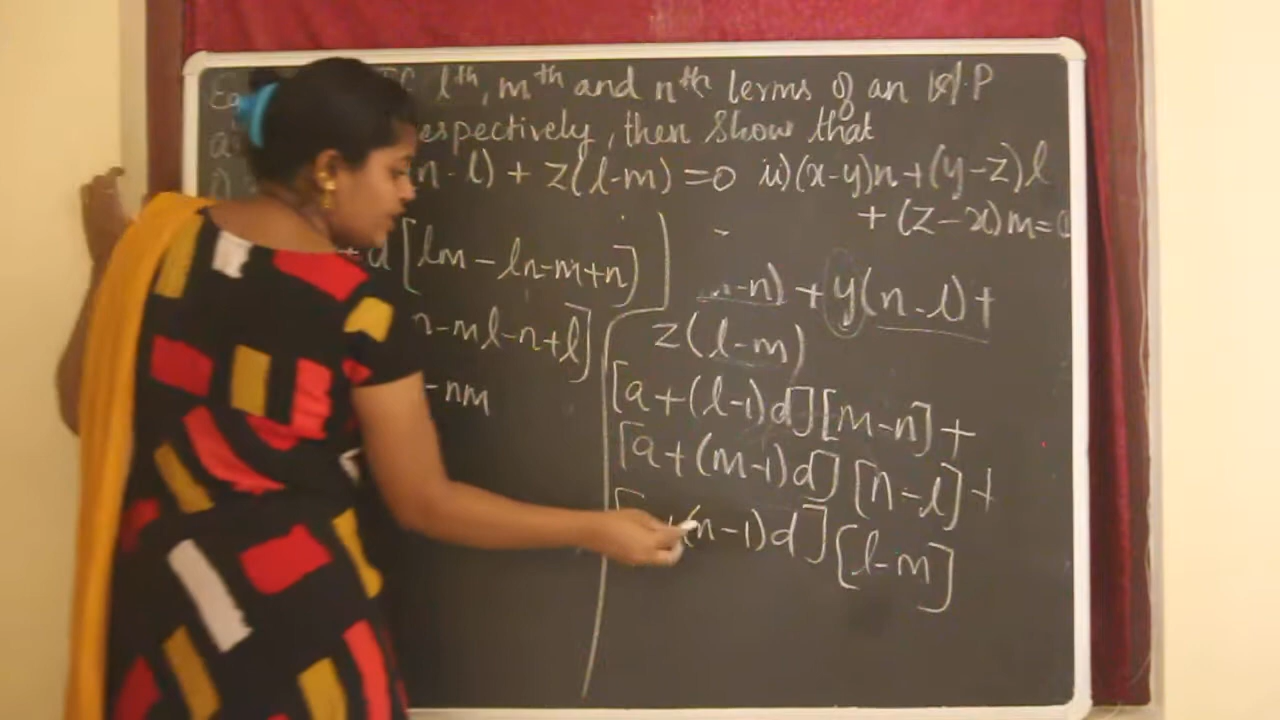 lth, mth and nth terms of an A.P
espectively, then show that
n-l) + z(l-m) = 0 ii) (x-y)n + (y-z)l
+ (z-x)m = 0
d [lm - ln - m + n]
n - ml - n + l]
- nm
-n) + y(n-l) +
z(l-m)
[a + (l-1)d] [m-n] +
[a + (m-1)d] [n-l] +
[ (n-1)d] [l-m]